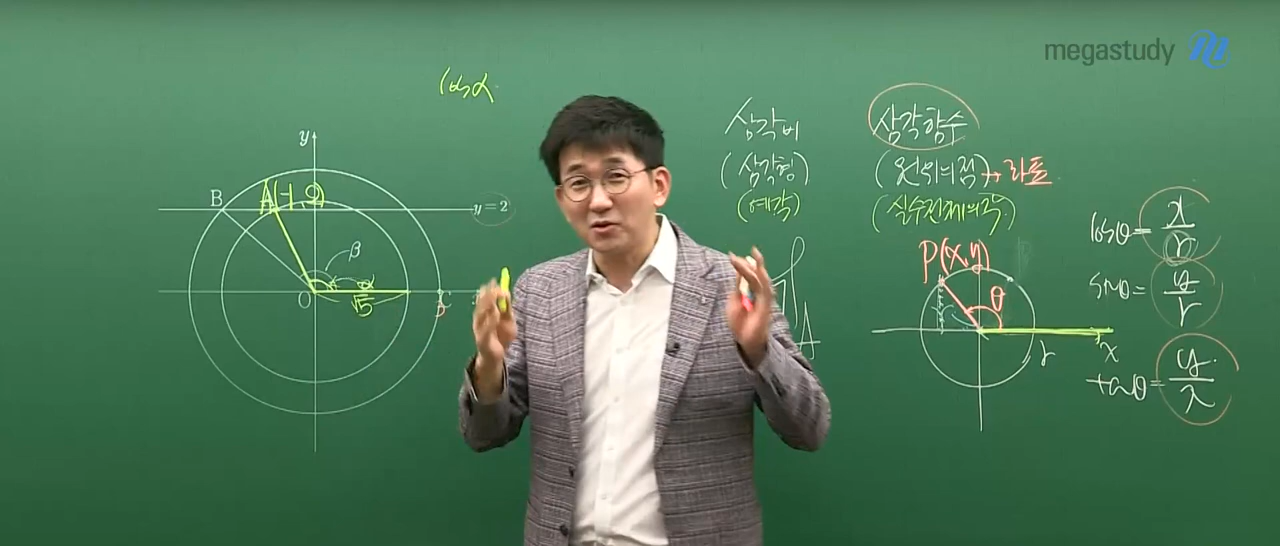 megastudy M
cos α
y
B
A(-1, 2)
y=2
β
α
O
√5
C
삼각비
(삼각형)
(예각)
삼각함수
(원위의점) → 좌표
(실수전체의각)
P(x, y)
θ
r
x
cosθ = x/r
sinθ = y/r
tanθ = y/x